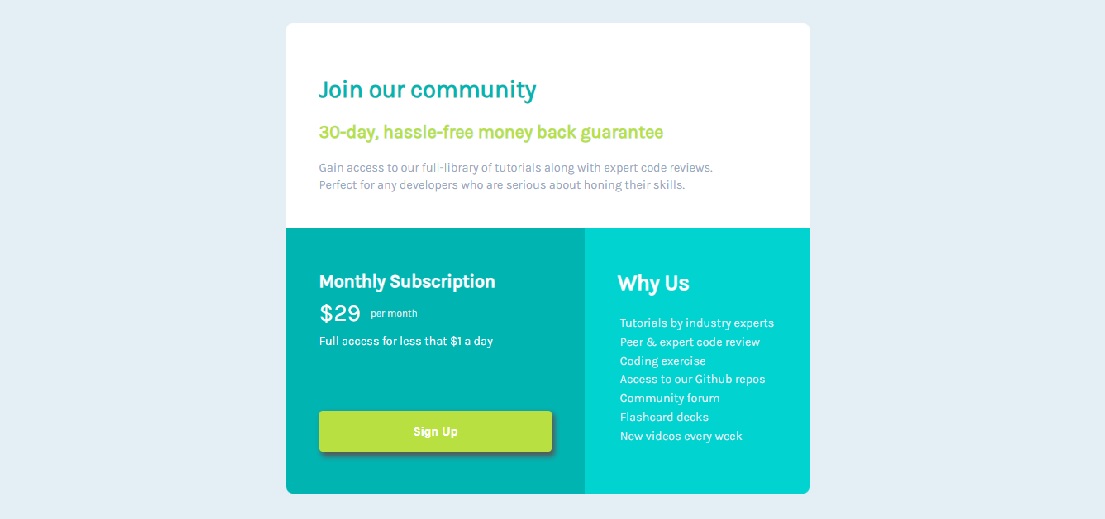 Join our community
30-day, hassle-free money back guarantee
Gain access to our full-library of tutorials along with expert code reviews.
Perfect for any developers who are serious about honing their skills.
Monthly Subscription
$29 per month
Full access for less that $1 a day
Sign Up
Why Us
Tutorials by industry experts
Peer & expert code review
Coding exercise
Access to our Github repos
Community forum
Flashcard decks
New videos every week